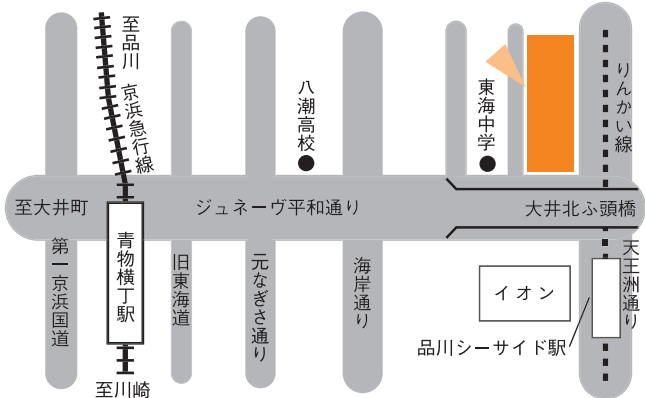 至品川
京浜急行線
八潮高校
東海中学
りんかい線
至大井町
ジュネーヴ平和通り
大井北ふ頭橋
第一京浜国道
青物横丁駅
旧東海道
元なぎさ通り
海岸通り
イオン
天王洲通り
品川シーサイド駅
至川崎